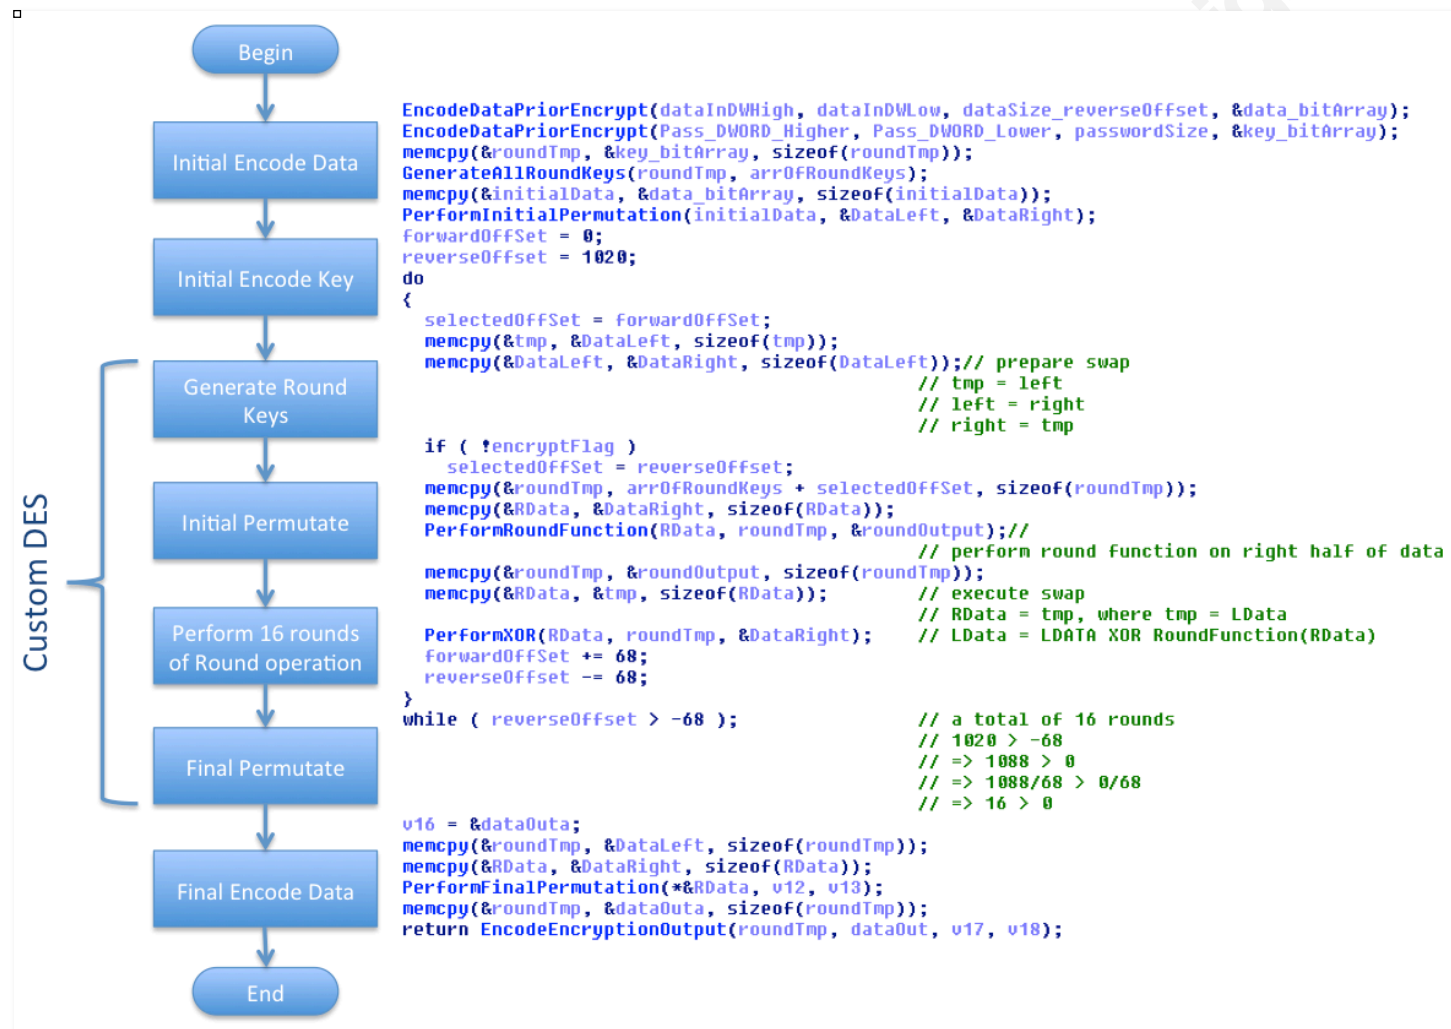 Begin
Initial Encode Data
Initial Encode Key
Custom DES
Generate Round
Keys
Initial Permutate
Perform 16 rounds
of Round operation
Final Permutate
Final Encode Data
End
EncodeDataPriorEncrypt(dataInDWHigh, dataInDWLow, dataSize_reverseOffset, &data_bitArray);
EncodeDataPriorEncrypt(Pass_DWORD_Higher, Pass_DWORD_Lower, passwordSize, &key_bitArray);
memcpy(&roundTmp, &key_bitArray, sizeof(roundTmp));
GenerateAllRoundKeys(roundTmp, arrOfRoundKeys);
memcpy(&initialData, &data_bitArray, sizeof(initialData));
PerformInitialPermutation(initialData, &DataLeft, &DataRight);
forwardOffSet = 0;
reverseOffset = 1020;
do
{
selectedOffSet = forwardOffSet;
memcpy(&tmp, &DataLeft, sizeof(tmp));
memcpy(&DataLeft, &DataRight, sizeof(DataLeft));// prepare swap
// tmp = left
// left = right
// right = tmp
if ( !encryptFlag )
selectedOffSet = reverseOffset;
memcpy(&roundTmp, arrOfRoundKeys + selectedOffSet, sizeof(roundTmp));
memcpy(&RData, &DataRight, sizeof(RData));
PerformRoundFunction(RData, roundTmp, &roundOutput);//
// perform round function on right half of data
memcpy(&roundTmp, &roundOutput, sizeof(roundTmp));
memcpy(&RData, &tmp, sizeof(RData)); // execute swap
// RData = tmp, where tmp = LData
PerformXOR(RData, roundTmp, &DataRight); // LData = LDATA XOR RoundFunction(RData)
forwardOffSet += 68;
reverseOffset -= 68;
}
while ( reverseOffset > -68 ); // a total of 16 rounds
// 1020 > -68
// => 1088 > 0
// => 1088/68 > 0/68
// => 16 > 0
v16 = &dataOuta;
memcpy(&roundTmp, &DataLeft, sizeof(roundTmp));
memcpy(&RData, &DataRight, sizeof(RData));
PerformFinalPermutation(*&RData, v12, v13);
memcpy(&roundTmp, &dataOuta, sizeof(roundTmp));
return EncodeEncryptionOutput(roundTmp, dataOut, v17, v18);